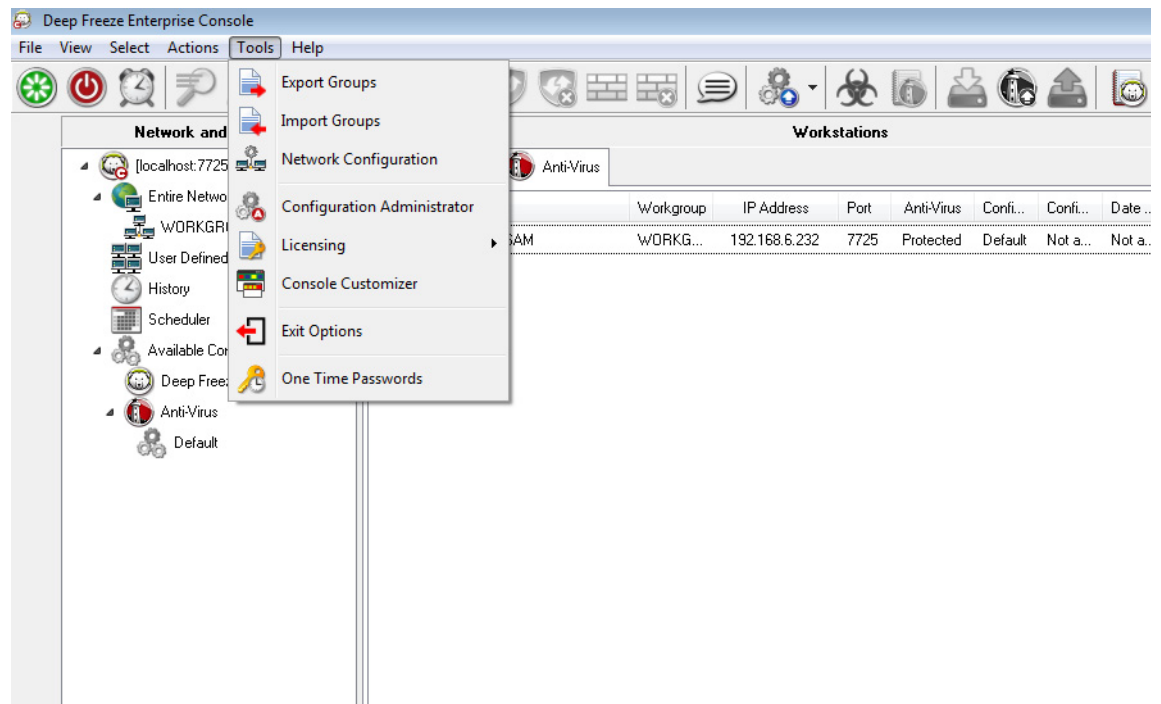 Deep Freeze Enterprise Console
File View Select Actions Tools Help
Export Groups
Import Groups
Network Configuration
Configuration Administrator
Licensing
Console Customizer
Exit Options
One Time Passwords
Network and
[localhost:7725
Entire Netwo
WORKGR
User Defined
History
Scheduler
Available Con
Deep Freez
Anti-Virus
Default
Workstations
Anti-Virus
Workgroup IP Address Port Anti-Virus Confi... Confi... Date ...
SAM WORKG... 192.168.6.232 7725 Protected Default Not a... Not a..